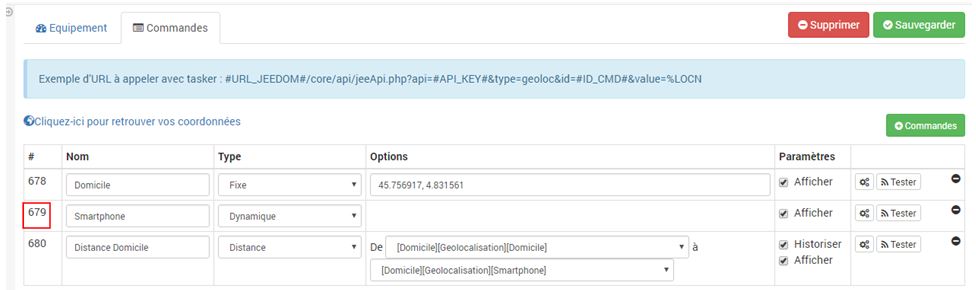 Equipement Commandes Supprimer Sauvegarder
Exemple d'URL à appeler avec tasker : #URL_JEEDOM#/core/api/jeeApi.php?api=#API_KEY#&type=geoloc&id=#ID_CMD#&value=%LOCN
Cliquez-ici pour retrouver vos coordonnées
Commandes
# Nom Type Options Paramètres
678 Domicile Fixe 45.756917, 4.831561 Afficher Tester
679 Smartphone Dynamique Afficher Tester
680 Distance Domicile Distance De [Domicile][Geolocalisation][Domicile] à Historiser Tester
[Domicile][Geolocalisation][Smartphone] Afficher